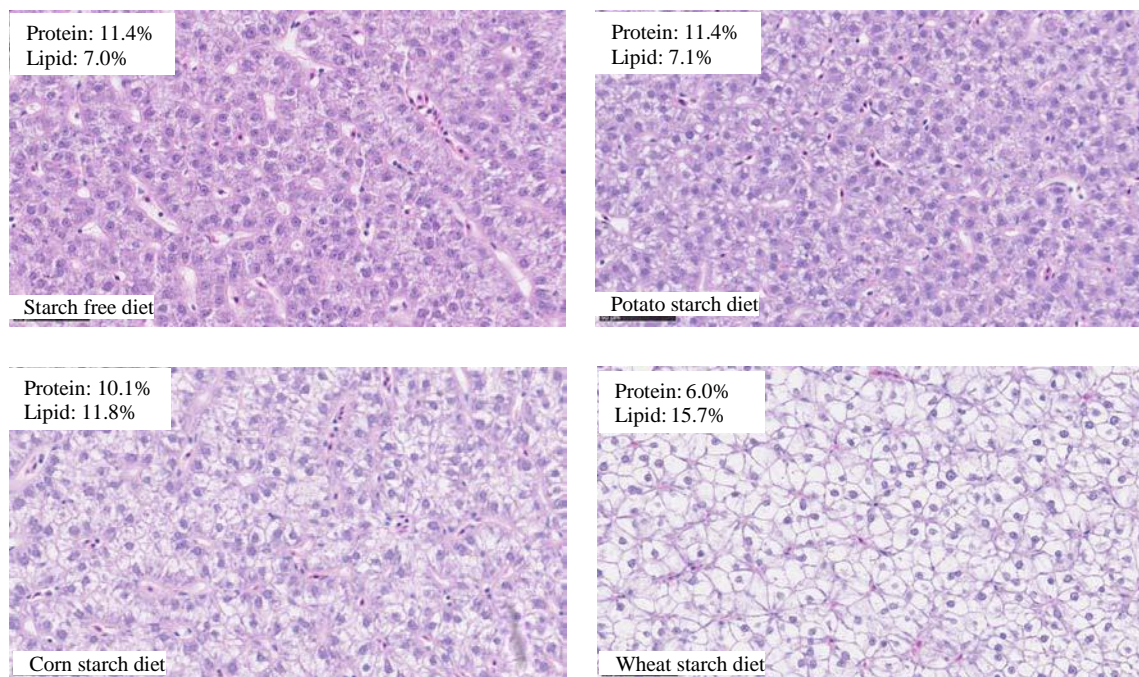 Protein: 11.4%
Lipid: 7.0%
Starch free diet
Protein: 11.4%
Lipid: 7.1%
Potato starch diet
Protein: 10.1%
Lipid: 11.8%
Corn starch diet
Protein: 6.0%
Lipid: 15.7%
Wheat starch diet